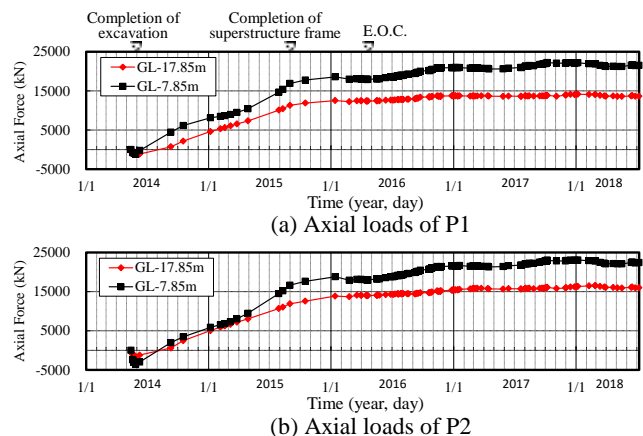 Completion of excavation
Completion of superstructure frame
E.O.C.
(a)
25000
20000
15000
10000
5000
0
-5000
Axial Force (kN)
GL-17.85m
GL-7.85m
1/1 2014 1/1 2015 1/1 2016 1/1 2017 1/1 2018
Time (year, day)
(a) Axial loads of P1
(b)
25000
15000
5000
-5000
Axial Force (kN)
GL-17.85m
GL-7.85m
1/1 2014 1/1 2015 1/1 2016 1/1 2017 1/1 2018
Time (year, day)
(b) Axial loads of P2